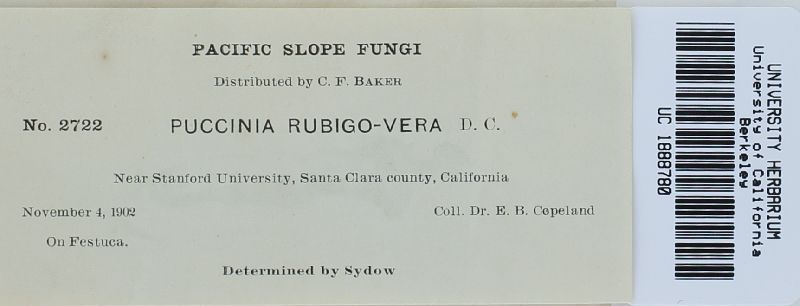 PACIFIC SLOPE FUNGI
Distributed by C. F. BAKER
No. 2722 PUCCINIA RUBIGO-VERA D. C.
Near Stanford University, Santa Clara county, California
November 4, 1902 Coll. Dr. E. B. Copeland
On Festuca.
Determined by Sydow
UNIVERSITY HERBARIUM
University of California
Berkeley
UC 1888780